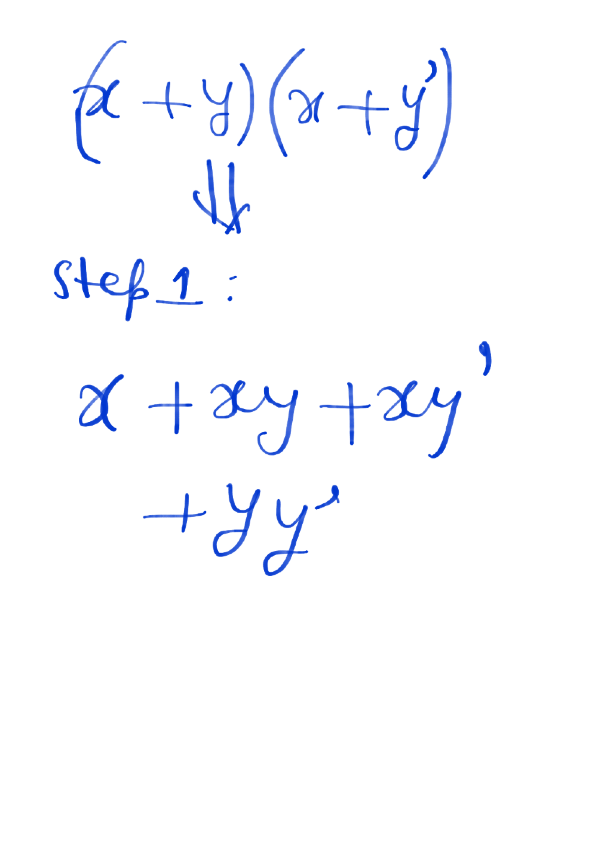 (x + y)(x + y')
⇓
Step 1 :
x + xy + xy'
+ yy'